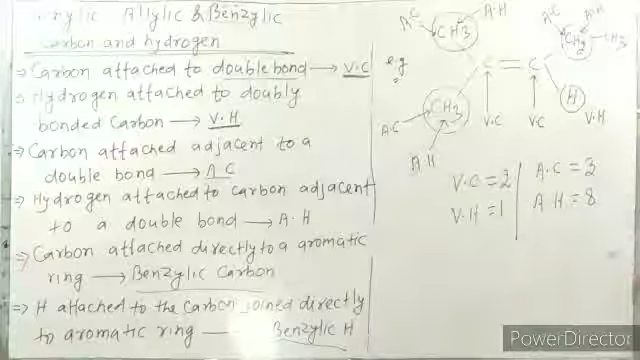 Vinylic Allylic & Benzylic
Carbon and hydrogen
⇒ Carbon attached to double bond → V.C
⇒ Hydrogen attached to doubly
bonded Carbon → V.H
⇒ Carbon attached adjacent to a
double bond → A C
⇒ Hydrogen attached to carbon adjacent
to a double bond → A.H
⇒ Carbon attached directly to a aromatic
ring → Benzylic Carbon
⇒ H attached to the Carbon joined directly
to aromatic ring — Benzylic H
A.C
A.H
CH3
e.g
C = C
A.C
A.H
CH2
CH3
H
V.H
CH3
A.C
A.H
V.C
V.C
V.C = 2
V.H = 1
A.C = 3
A H = 8
PowerDirector